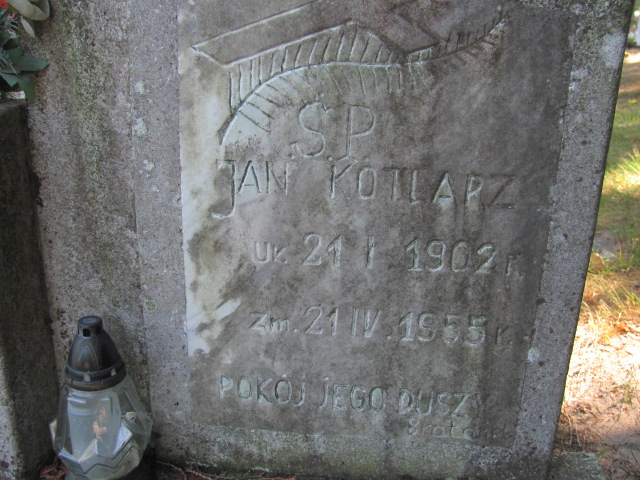 Ś.P.
JAN KOTLARZ
UR. 21 I 1902 r.
Zm. 21 IV. 1955 r.
POKÓJ JEGO DUSZY